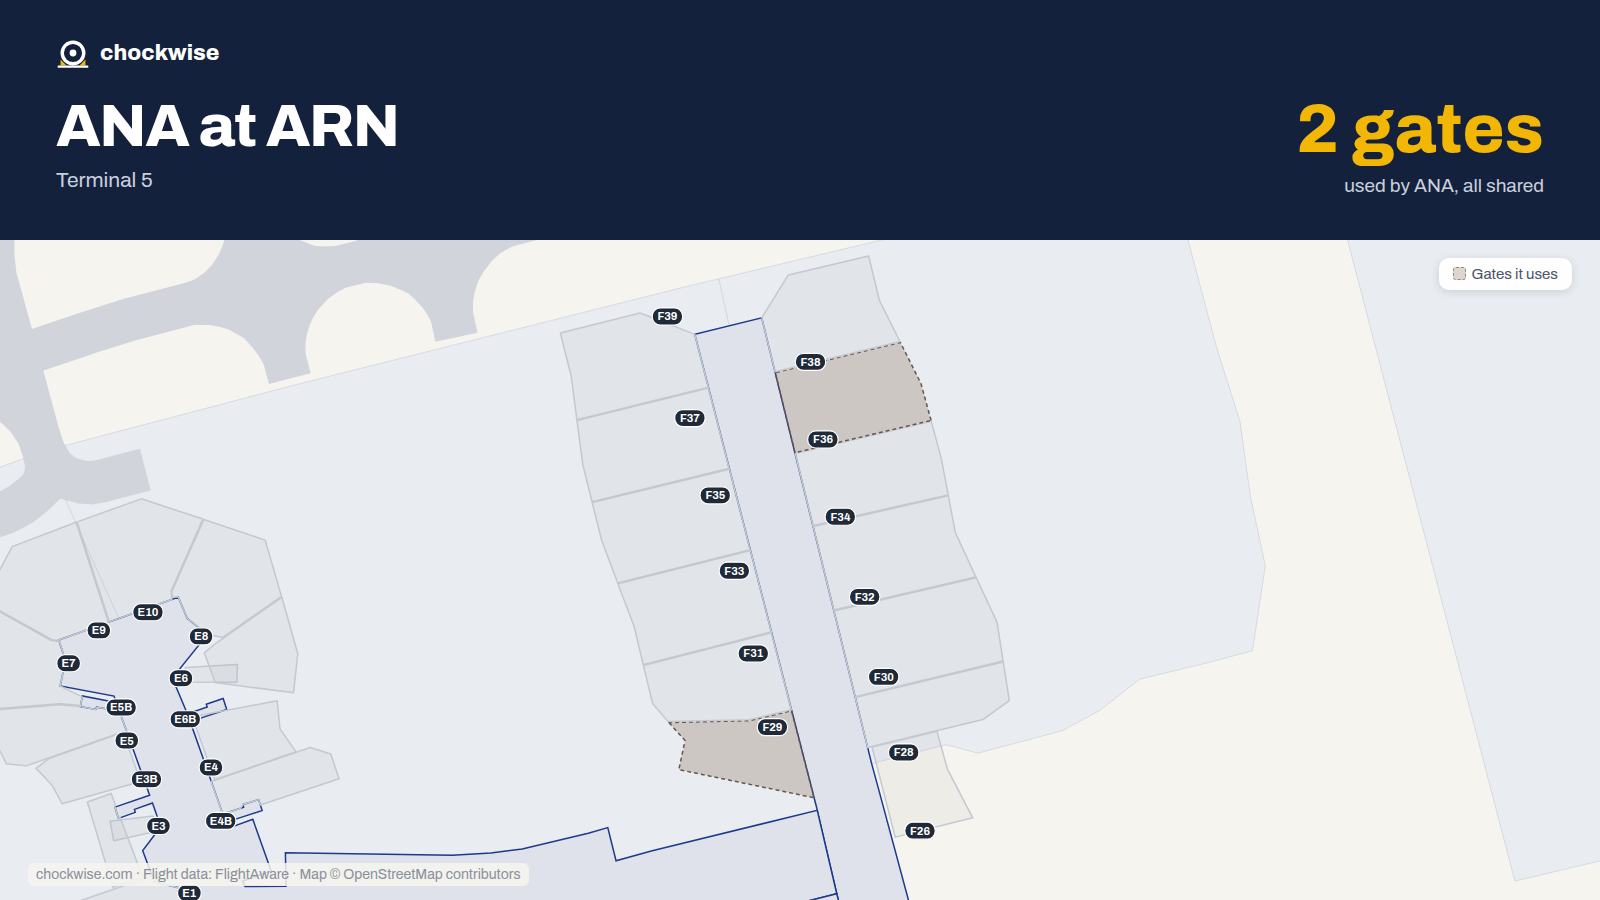 chockwise
ANA at ARN
Terminal 5
2 gates
used by ANA, all shared
Gates it uses
F39
F38
F37
F36
F35
F34
F33
F32
F31
F30
F29
F28
F26
E10
E9
E8
E7
E6
E5B
E6B
E5
E4
E3B
E4B
E3
E1
chockwise.com · Flight data: FlightAware · Map © OpenStreetMap contributors